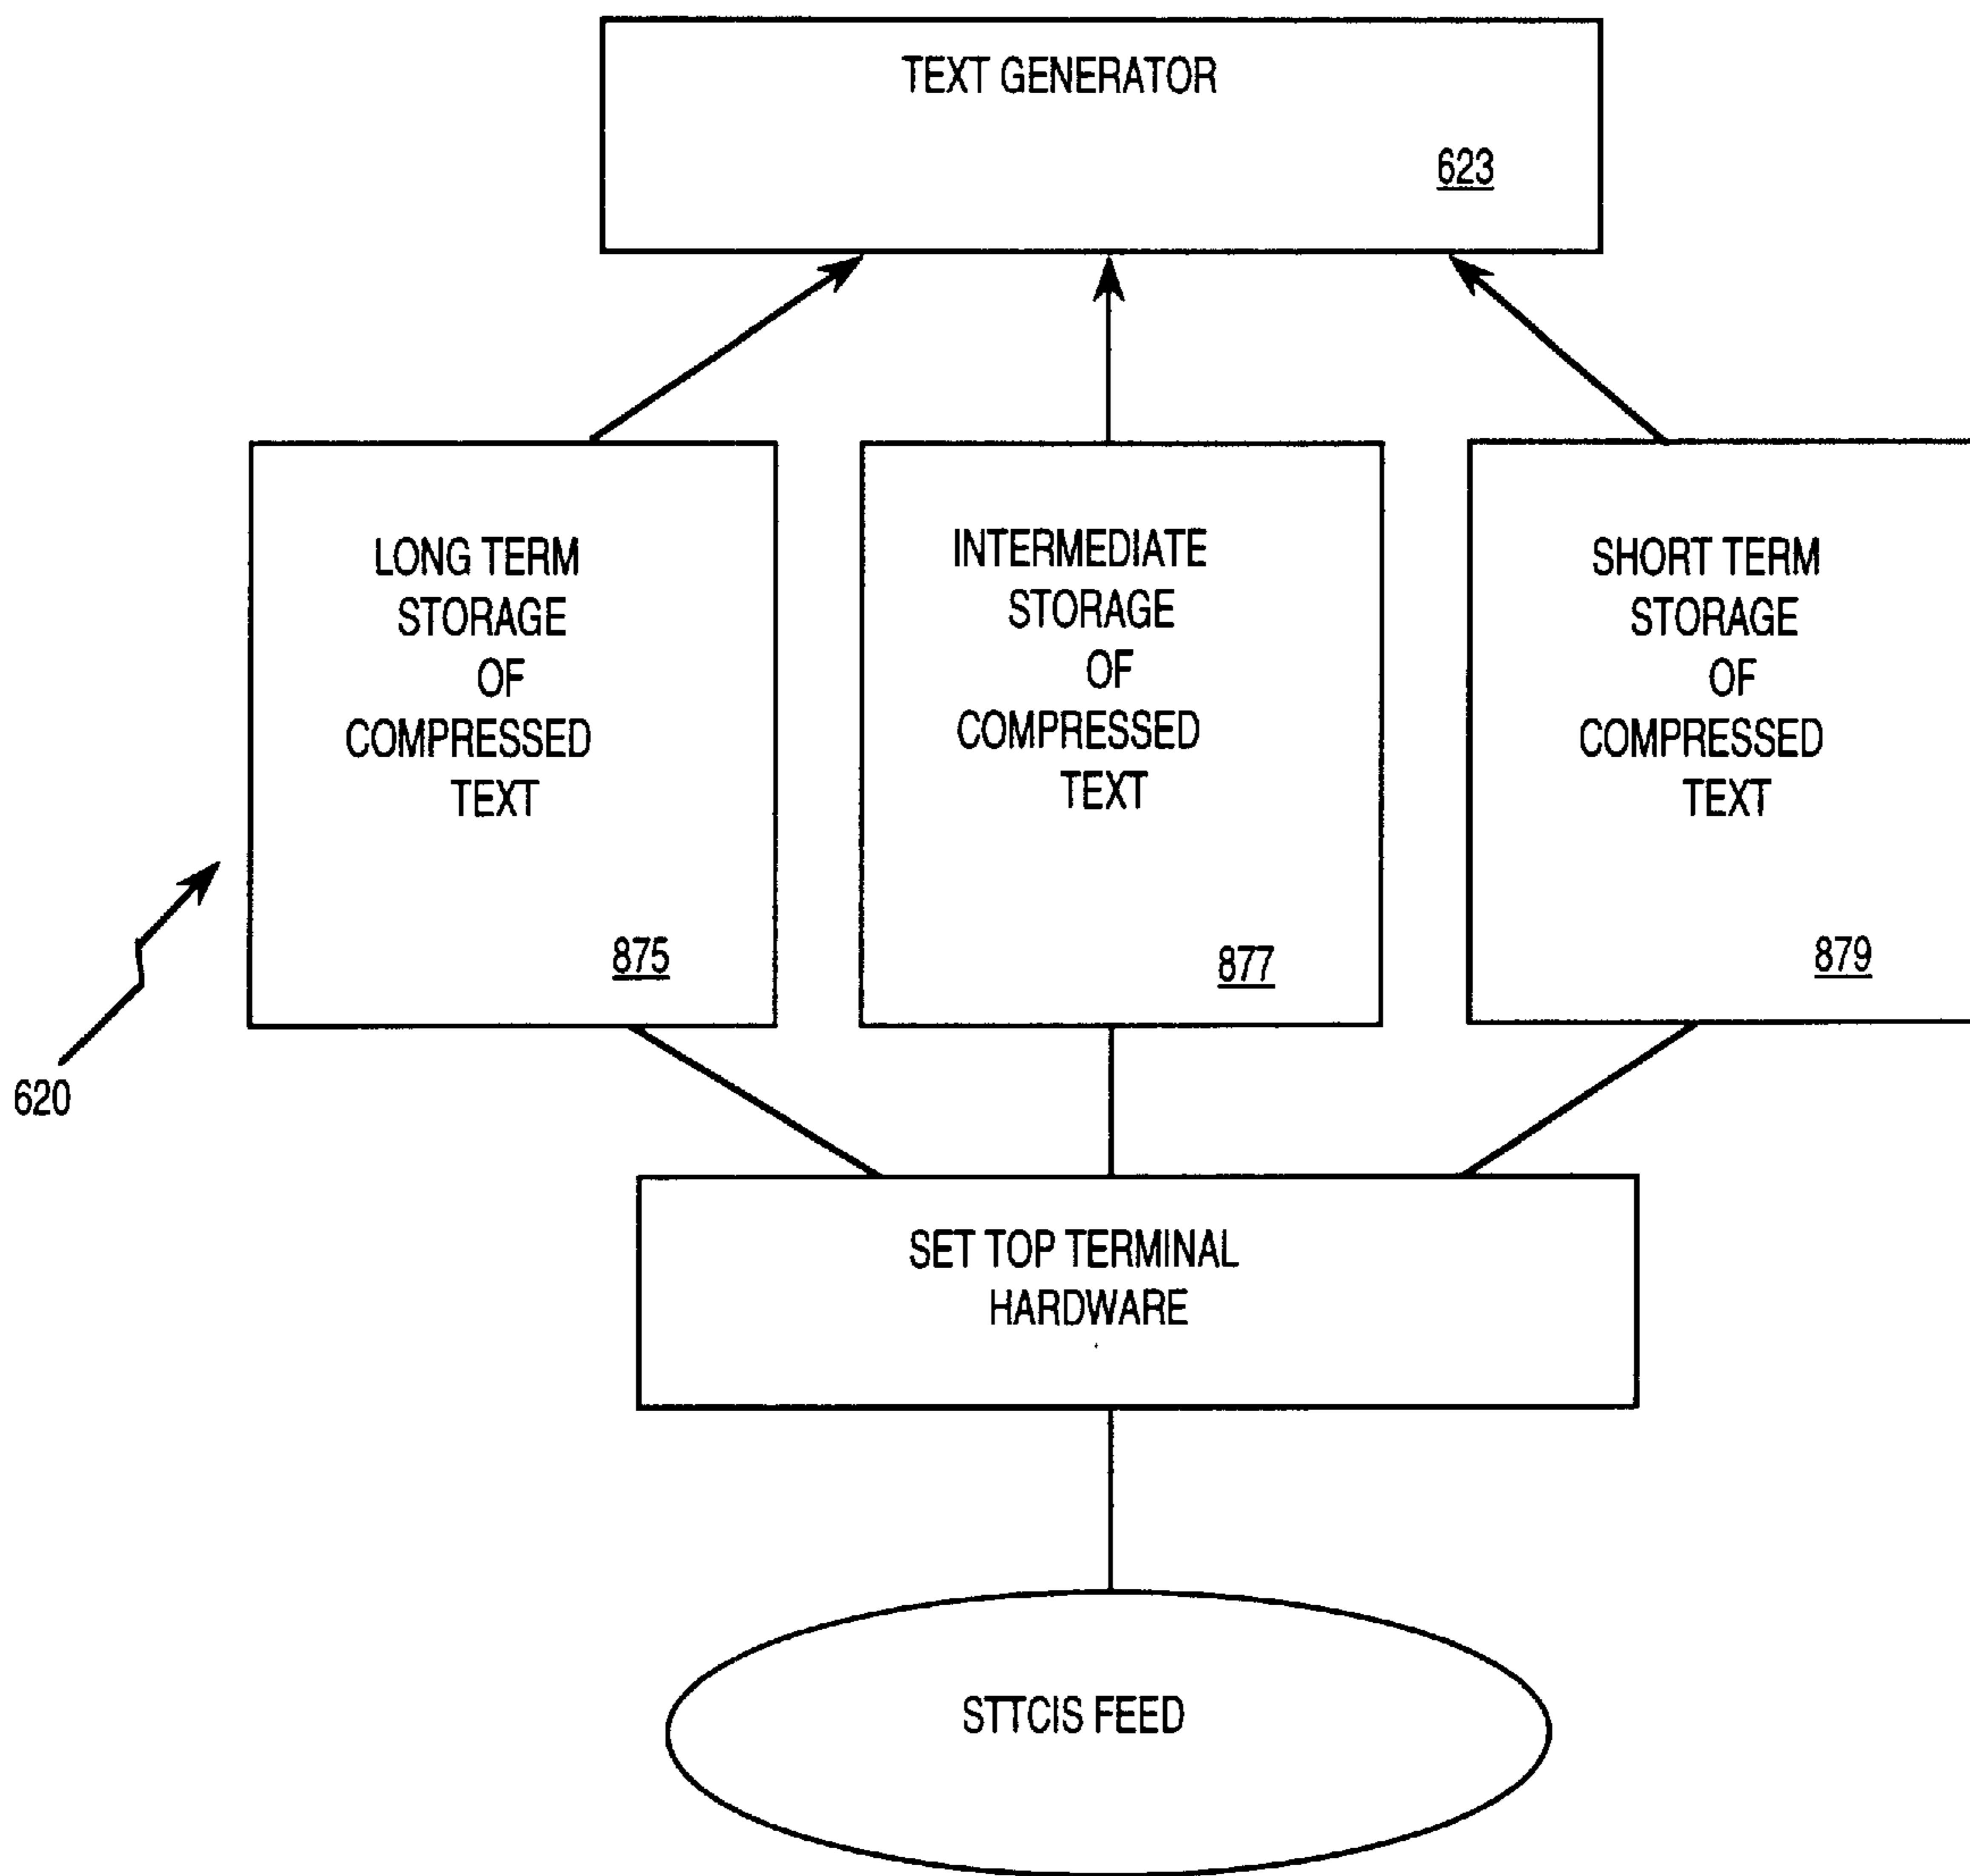 TEXT GENERATOR
623
LONG TERM
STORAGE
OF
COMPRESSED
TEXT
875
INTERMEDIATE
STORAGE
OF
COMPRESSED
TEXT
877
SHORT TERM
STORAGE
OF
COMPRESSED
TEXT
879
620
SET TOP TERMINAL
HARDWARE
STTCIS FEED